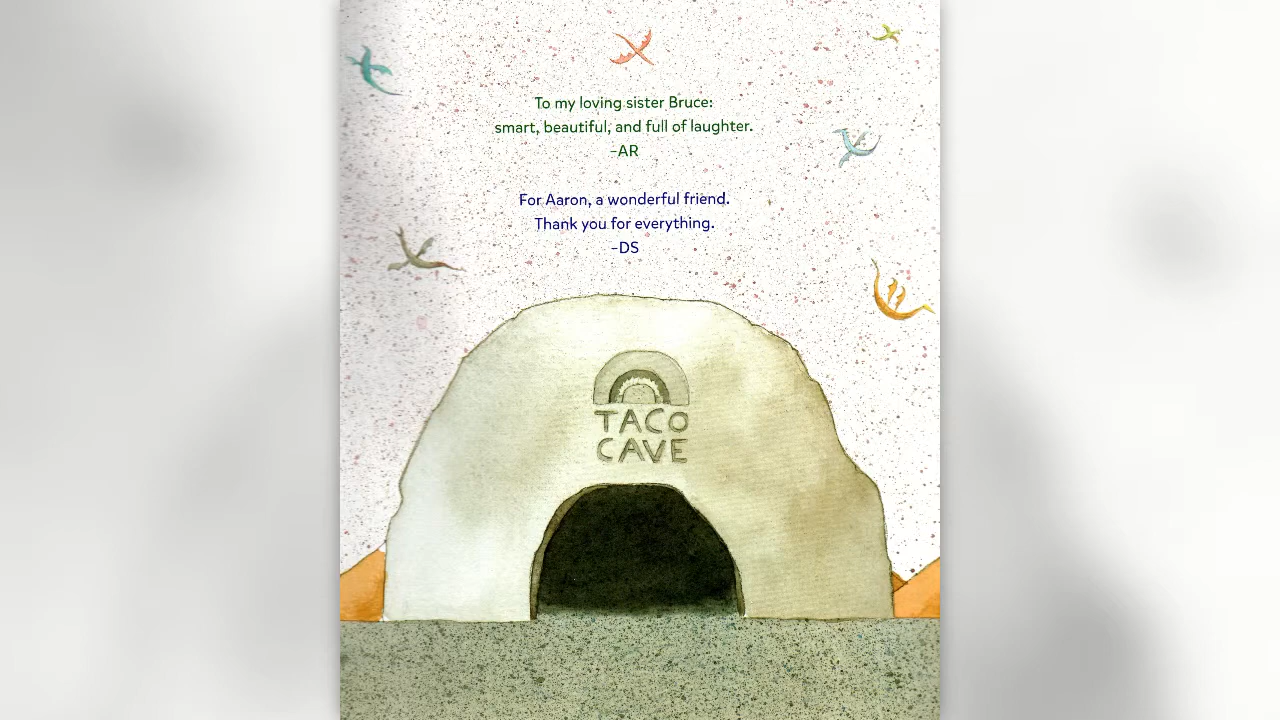 To my loving sister Bruce:
smart, beautiful, and full of laughter.
–AR
For Aaron, a wonderful friend.
Thank you for everything.
–DS
TACO
CAVE